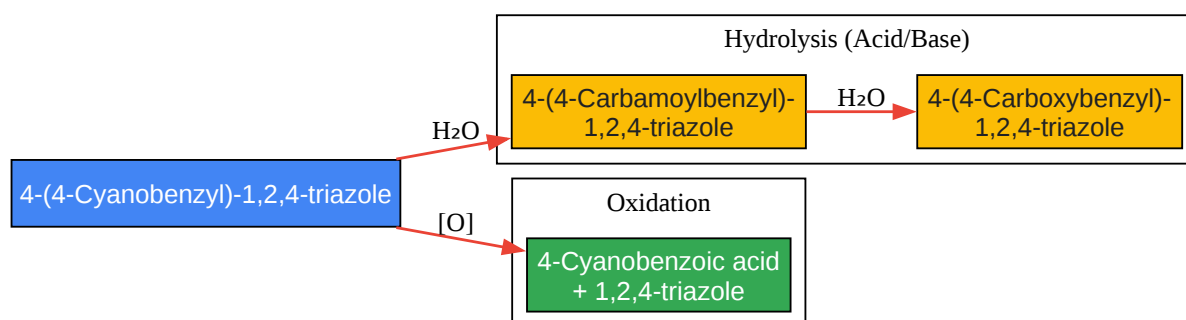 Hydrolysis (Acid/Base)
4-(4-Carbamoylbenzyl)-
1,2,4-triazole
H₂O
4-(4-Carboxybenzyl)-
1,2,4-triazole
H₂O
4-(4-Cyanobenzyl)-1,2,4-triazole
[O]
Oxidation
4-Cyanobenzoic acid
+ 1,2,4-triazole